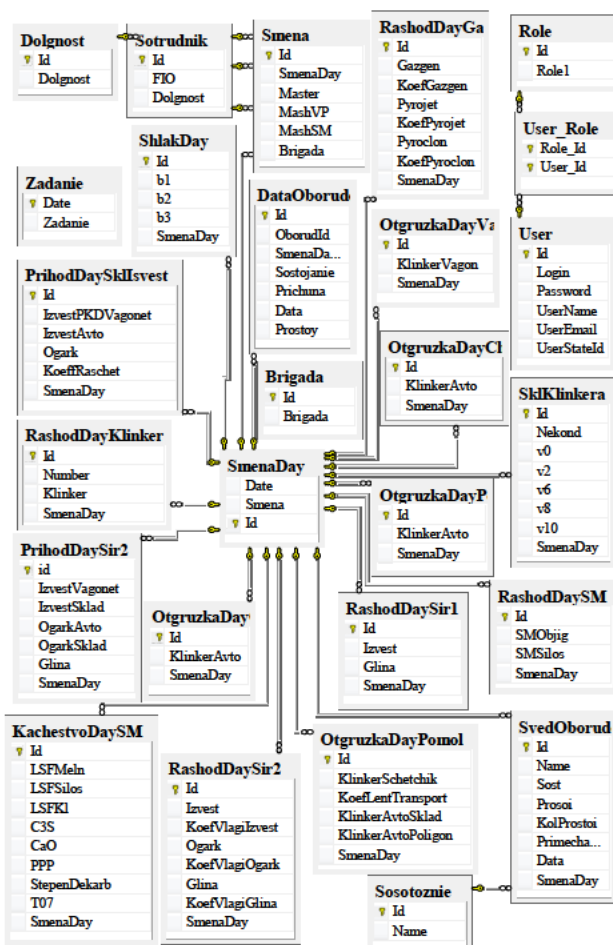 Dolgnost
Id
Dolgnost
Sotrudnik
Id
FIO
Dolgnost
Smena
Id
SmenaDay
Master
MashVP
MashSM
Brigada
RashodDayGa
Id
Gazgen
KoefGazgen
Pyrojet
KoefPyrojet
Pyroclon
KoefPyroclon
SmenaDay
Role
Id
Role1
User_Role
Role_Id
User_Id
ShlakDay
Id
b1
b2
b3
SmenaDay
Zadanie
Date
Zadanie
DataOborud
Id
OborudId
SmenaDa...
Sostojanie
Prichuna
Data
Prostoy
OtgruzkaDayVa
Id
KlinkerVagon
SmenaDay
User
Id
Login
Password
UserName
UserEmail
UserStateId
PrihodDaySklIsvest
Id
IzvestPKDVagonet
IzvestAvto
Ogark
KoeffRaschet
SmenaDay
OtgruzkaDayCl
Id
KlinkerAvto
SmenaDay
Brigada
Id
Brigada
SklKlinkera
Id
Nekond
v0
v2
v6
v8
v10
SmenaDay
RashodDayKlinker
Id
Number
Klinker
SmenaDay
SmenaDay
Date
Smena
Id
OtgruzkaDayP
Id
KlinkerAvto
SmenaDay
PrihodDaySir2
id
IzvestVagonet
IzvestSklad
OgarkAvto
OgarkSklad
Glina
SmenaDay
OtgruzkaDay
Id
KlinkerAvto
SmenaDay
RashodDaySir1
Id
Izvest
Glina
SmenaDay
RashodDaySM
Id
SMObjig
SMSilos
SmenaDay
KachestvoDaySM
Id
LSFMeln
LSFSilos
LSFKl
C3S
CaO
PPP
StepenDekarb
T07
SmenaDay
RashodDaySir2
Id
Izvest
KoefVlagiIzvest
Ogark
KoefVlagiOgark
Glina
KoefVlagiGlina
SmenaDay
OtgruzkaDayPomol
Id
KlinkerSchetchik
KoefLentTransport
KlinkerAvtoSklad
KlinkerAvtoPoligon
SmenaDay
SvedOborud
Id
Name
Sost
Prosoi
KolProstoi
Primecha...
Data
SmenaDay
Sosotoznie
Id
Name